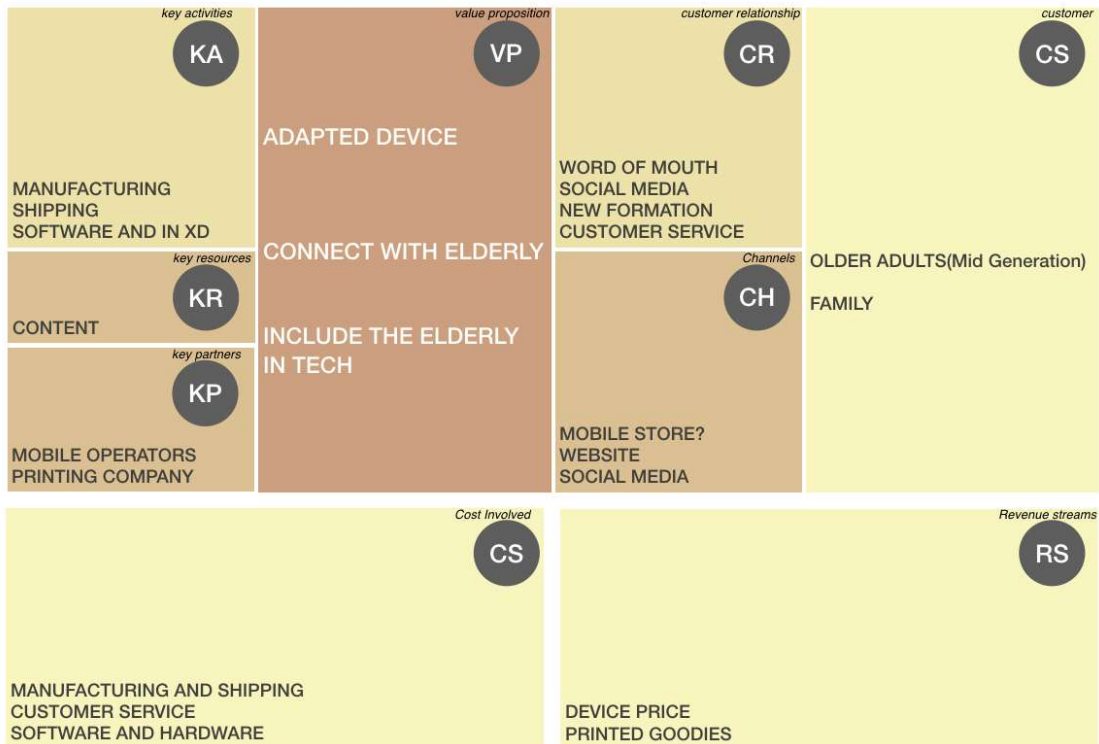 key activities
KA
MANUFACTURING
SHIPPING
SOFTWARE AND IN XD
key resources
KR
CONTENT
key partners
KP
MOBILE OPERATORS
PRINTING COMPANY
value proposition
VP
ADAPTED DEVICE
CONNECT WITH ELDERLY
INCLUDE THE ELDERLY
IN TECH
customer relationship
CR
WORD OF MOUTH
SOCIAL MEDIA
NEW FORMATION
CUSTOMER SERVICE
Channels
CH
MOBILE STORE?
WEBSITE
SOCIAL MEDIA
customer
CS
OLDER ADULTS(Mid Generation)
FAMILY
Cost Involved
CS
MANUFACTURING AND SHIPPING
CUSTOMER SERVICE
SOFTWARE AND HARDWARE
Revenue streams
RS
DEVICE PRICE
PRINTED GOODIES